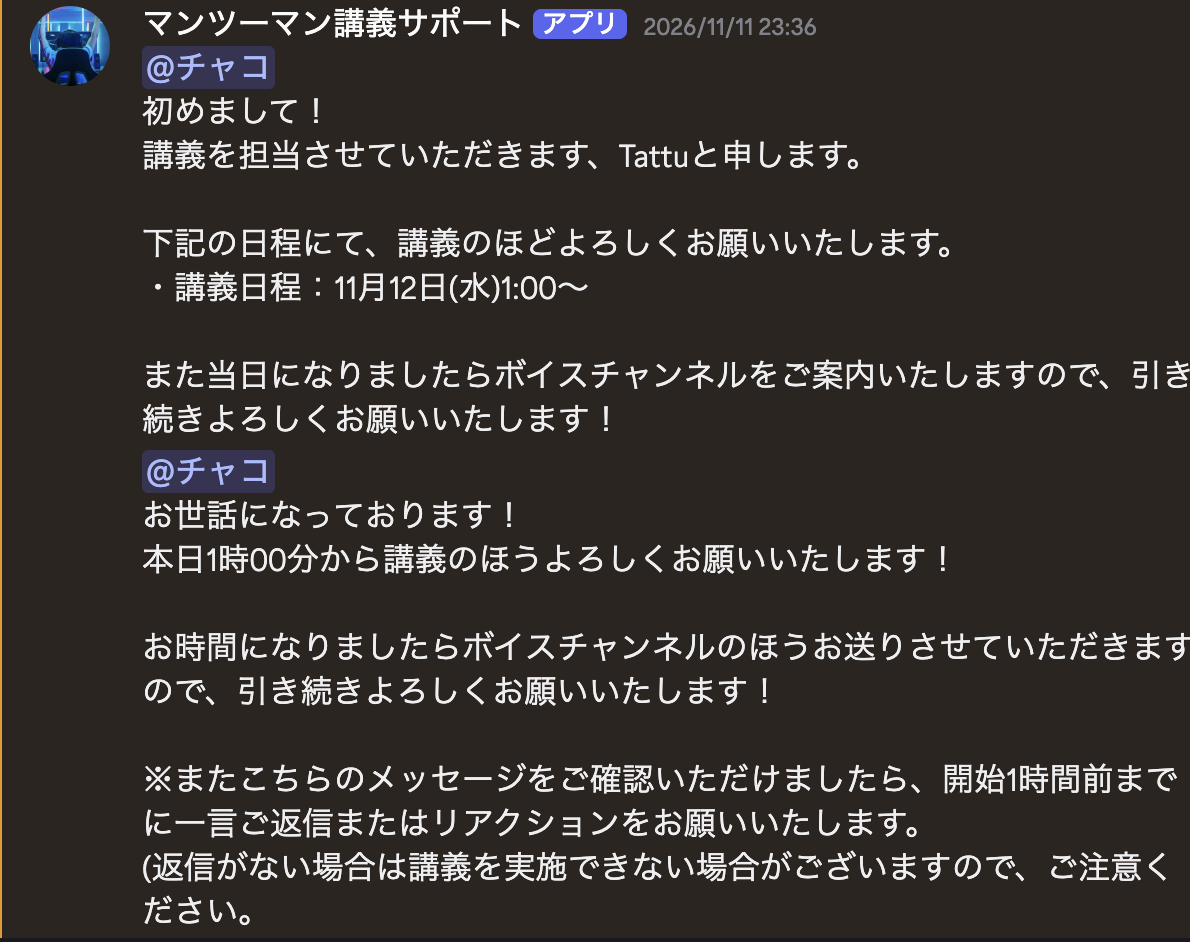 マンツーマン講義サポート アプリ 2026/11/11 23:36
@チャコ
初めまして！
講義を担当させていただきます、Tattuと申します。
下記の日程にて、講義のほどよろしくお願いいたします。
・講義日程：11月12日(水)1:00〜
また当日になりましたらボイスチャンネルをご案内いたしますので、引き
続きよろしくお願いいたします！
@チャコ
お世話になっております！
本日1時00分から講義のほうよろしくお願いいたします！
お時間になりましたらボイスチャンネルのほうお送りさせていただきます
ので、引き続きよろしくお願いいたします！
※またこちらのメッセージをご確認いただけましたら、開始1時間前まで
に一言ご返信またはリアクションをお願いいたします。
(返信がない場合は講義を実施できない場合がございますので、ご注意く
ださい。